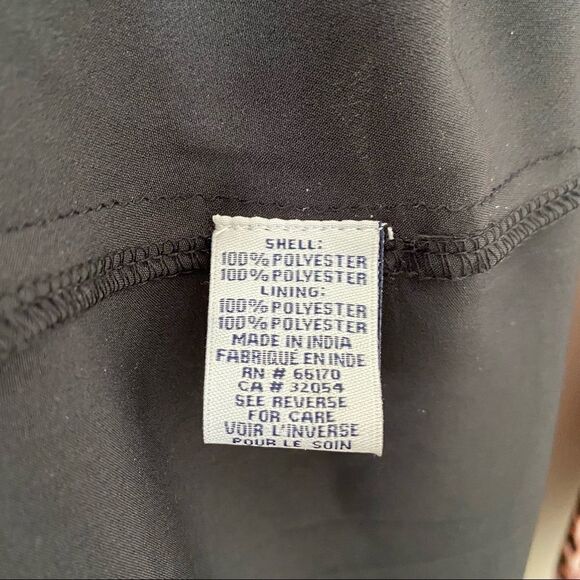 SHELL:
100% POLYESTER
100% POLYESTER
LINING:
100% POLYESTER
100% POLYESTER
MADE IN INDIA
FABRIQUÉ EN INDE
RN # 66170
CA # 32054
SEE REVERSE
FOR CARE
VOIR L'INVERSE
POUR LE SOIN